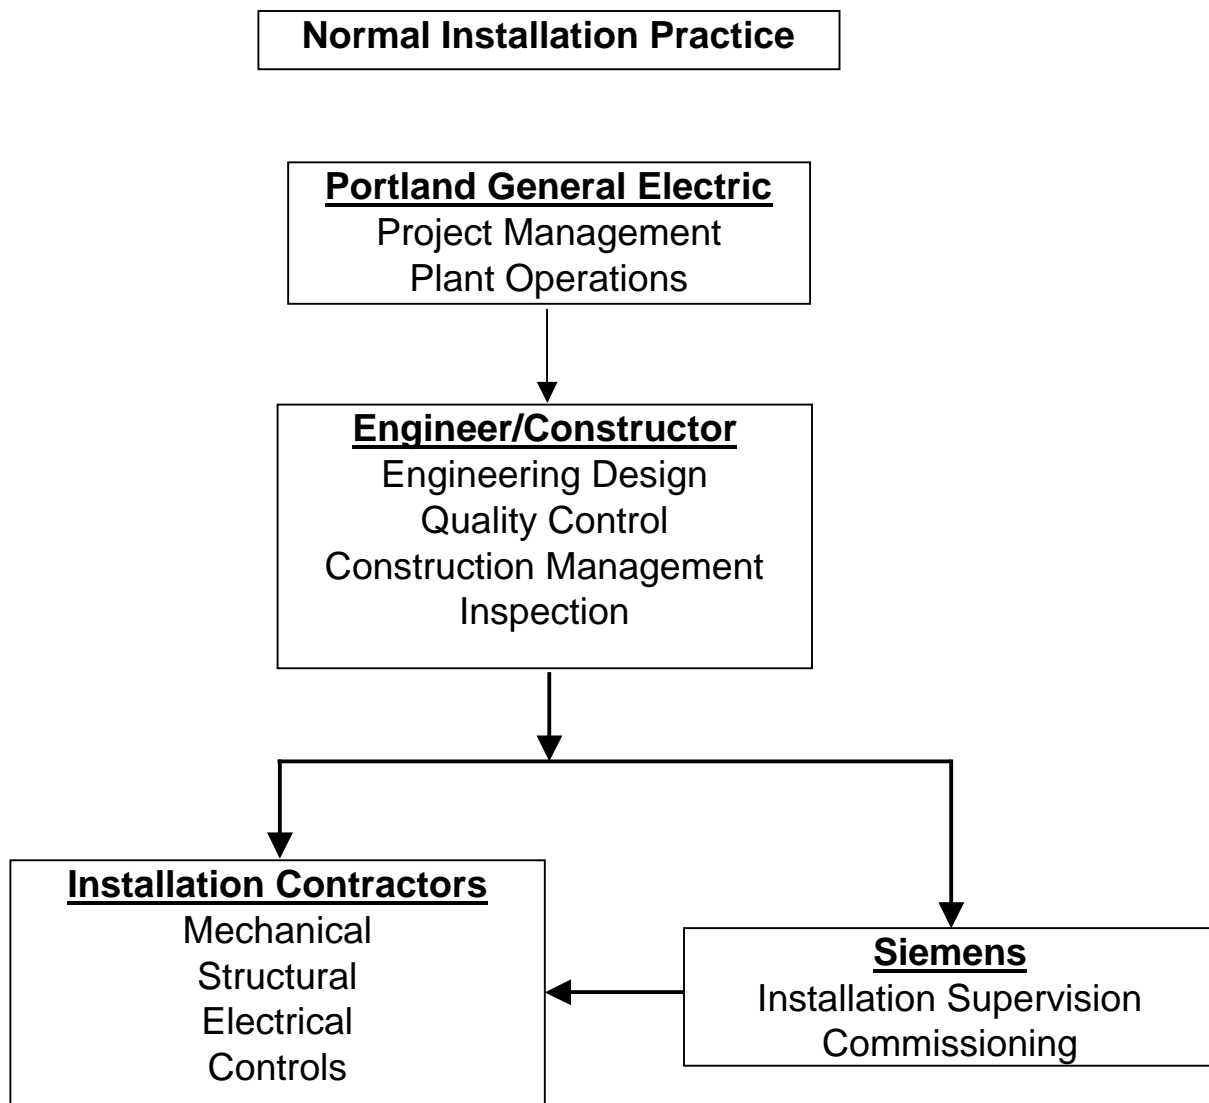 Normal Installation Practice
Portland General Electric
Project Management
Plant Operations
Engineer/Constructor
Engineering Design
Quality Control
Construction Management
Inspection
Installation Contractors
Mechanical
Structural
Electrical
Controls
Siemens
Installation Supervision
Commissioning